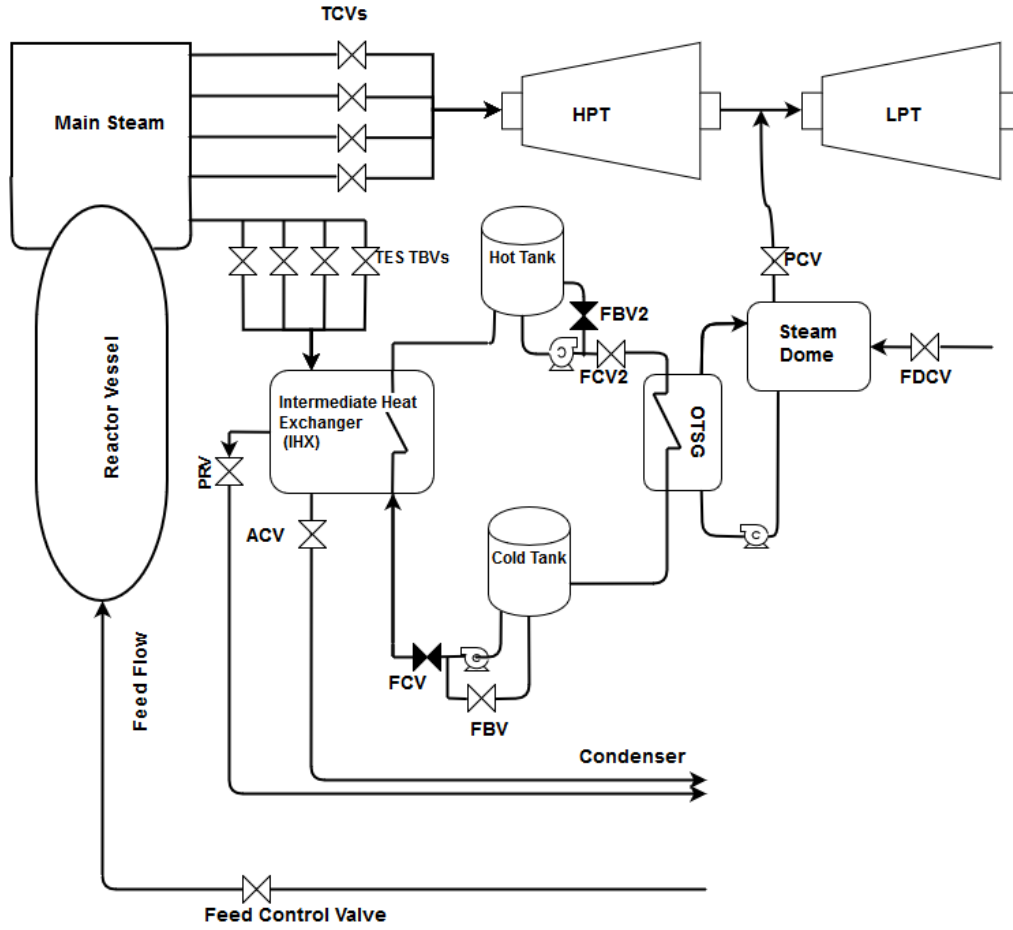 TCVs
Main Steam
HPT
LPT
TES TBVs
Hot Tank
PCV
FBV2
Steam
Dome
FCV2
FDCV
Intermediate Heat
Exchanger
(IHX)
OTSG
Reactor Vessel
PRV
ACV
Cold Tank
C
Feed Flow
FCV
FBV
Condenser
Feed Control Valve